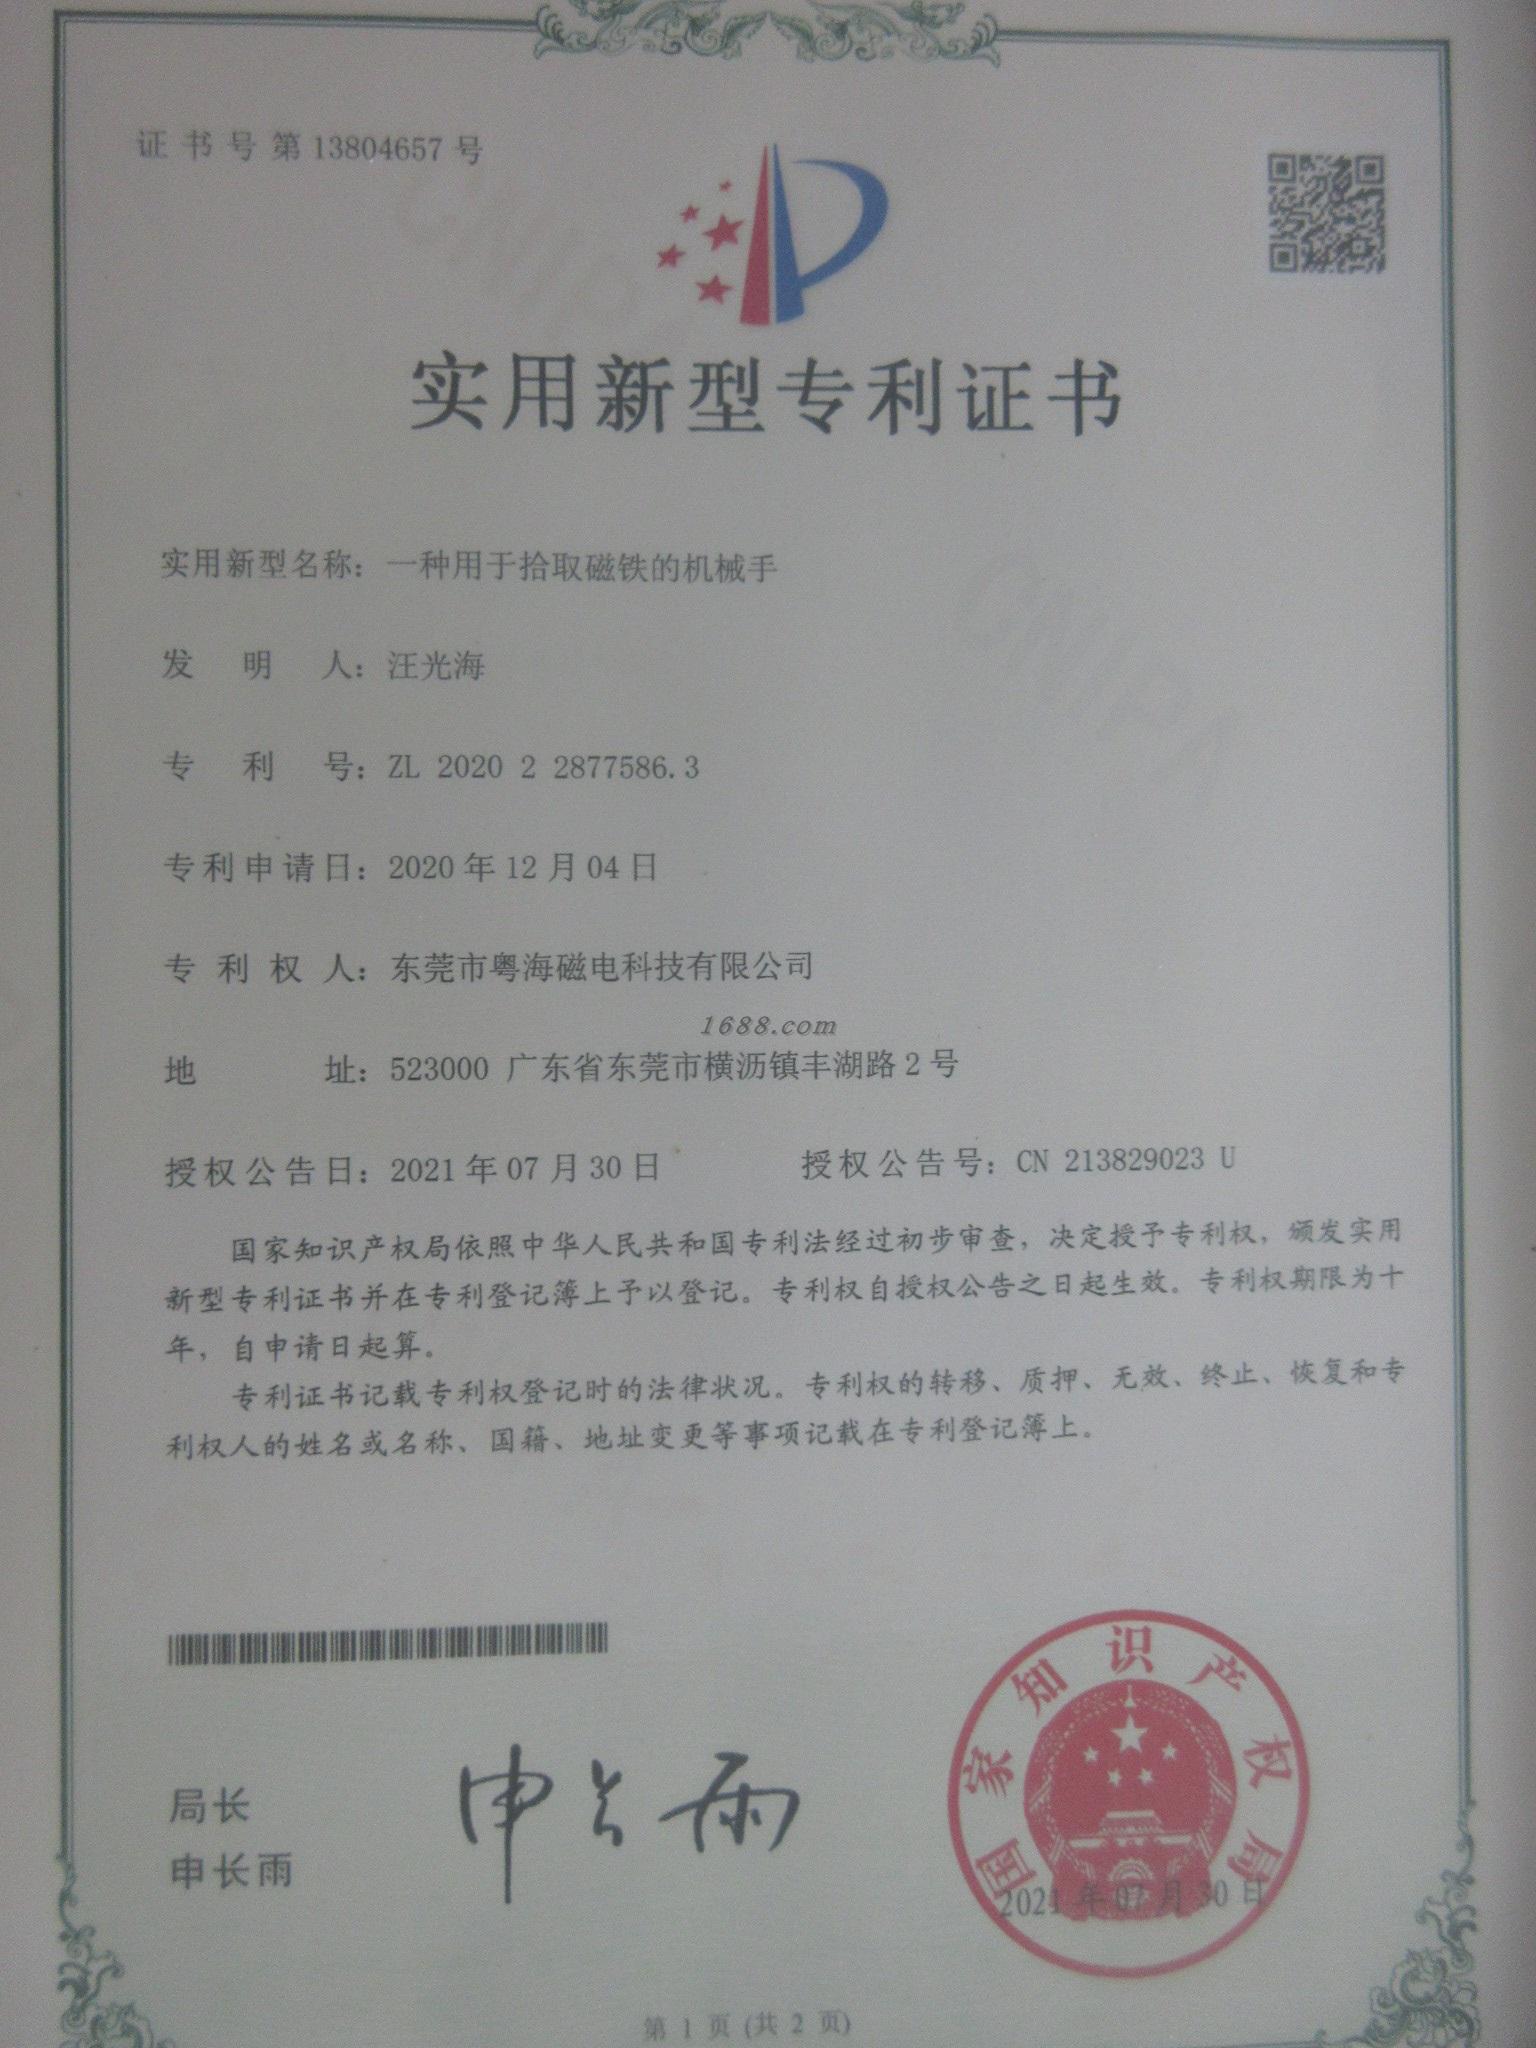 证书号第13804657号
实用新型专利证书
实用新型名称：一种用于拾取磁铁的机械手
发明人：汪光海
专利号：ZL 2020 2 2877586.3
专利申请日：2020年12月04日
专利权人：东莞市粤海磁电科技有限公司
1688.com
地址：523000 广东省东莞市横沥镇丰湖路2号
授权公告日：2021年07月30日 授权公告号：CN 213829023 U
国家知识产权局依照中华人民共和国专利法经过初步审查，决定授予专利权，颁发实用
新型专利证书并在专利登记簿上予以登记。专利权自授权公告之日起生效。专利权期限为十
年，自申请日起算。
专利证书记载专利权登记时的法律状况。专利权的转移、质押、无效、终止、恢复和专
利权人的姓名或名称、国籍、地址变更等事项记载在专利登记簿上。
局长
申长雨
申长雨
国家知识产权局
2021年07月30日
第 1 页 (共 2 页)